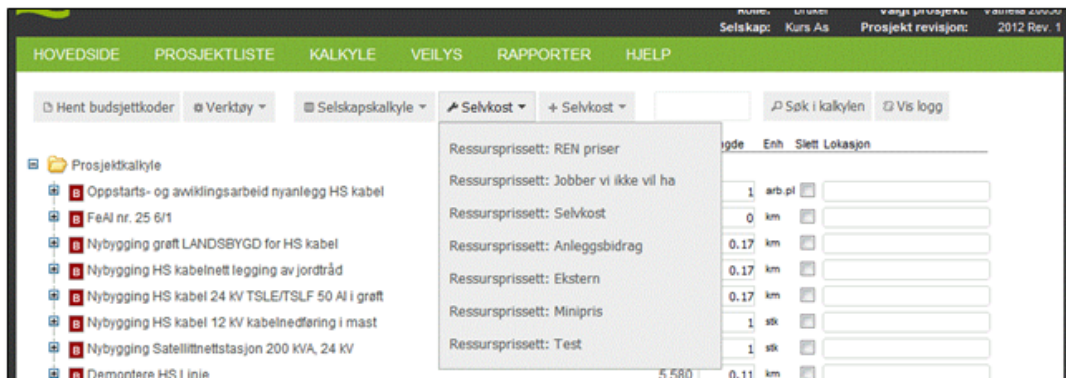 Rolle: Bruker Valgt prosjekt:
Selskap: Kurs As Prosjekt revisjon: 2012 Rev. 1
HOVEDSIDE PROSJEKTLISTE KALKYLE VEILYS RAPPORTER HJELP
Hent budsjettkoder Verktøy Selskapskalkyle Selvkost + Selvkost Søk i kalkylen Vis logg
Ressursprissett: REN priser
Ressursprissett: Jobber vi ikke vil ha
Ressursprissett: Selvkost
Ressursprissett: Anleggsbidrag
Ressursprissett: Ekstern
Ressursprissett: Minipris
Ressursprissett: Test
ngde Enh Slett Lokasjon
Prosjektkalkyle
B Oppstarts- og avviklingsarbeid nyanlegg HS kabel 1 arb.pl
B FeAl nr. 25 6/1 0 km
B Nybygging grøft LANDSBYGD for HS kabel 0.17 km
B Nybygging HS kabelnett legging av jordtråd 0.17 km
B Nybygging HS kabel 24 kV TSLE/TSLF 50 Al i grøft 0.17 km
B Nybygging HS kabel 12 kV kabelnedføring i mast 1 stk
B Nybygging Satellittnettstasjon 200 kVA, 24 kV 1 stk
B Demontere HS Linje 5.580 0.11 km